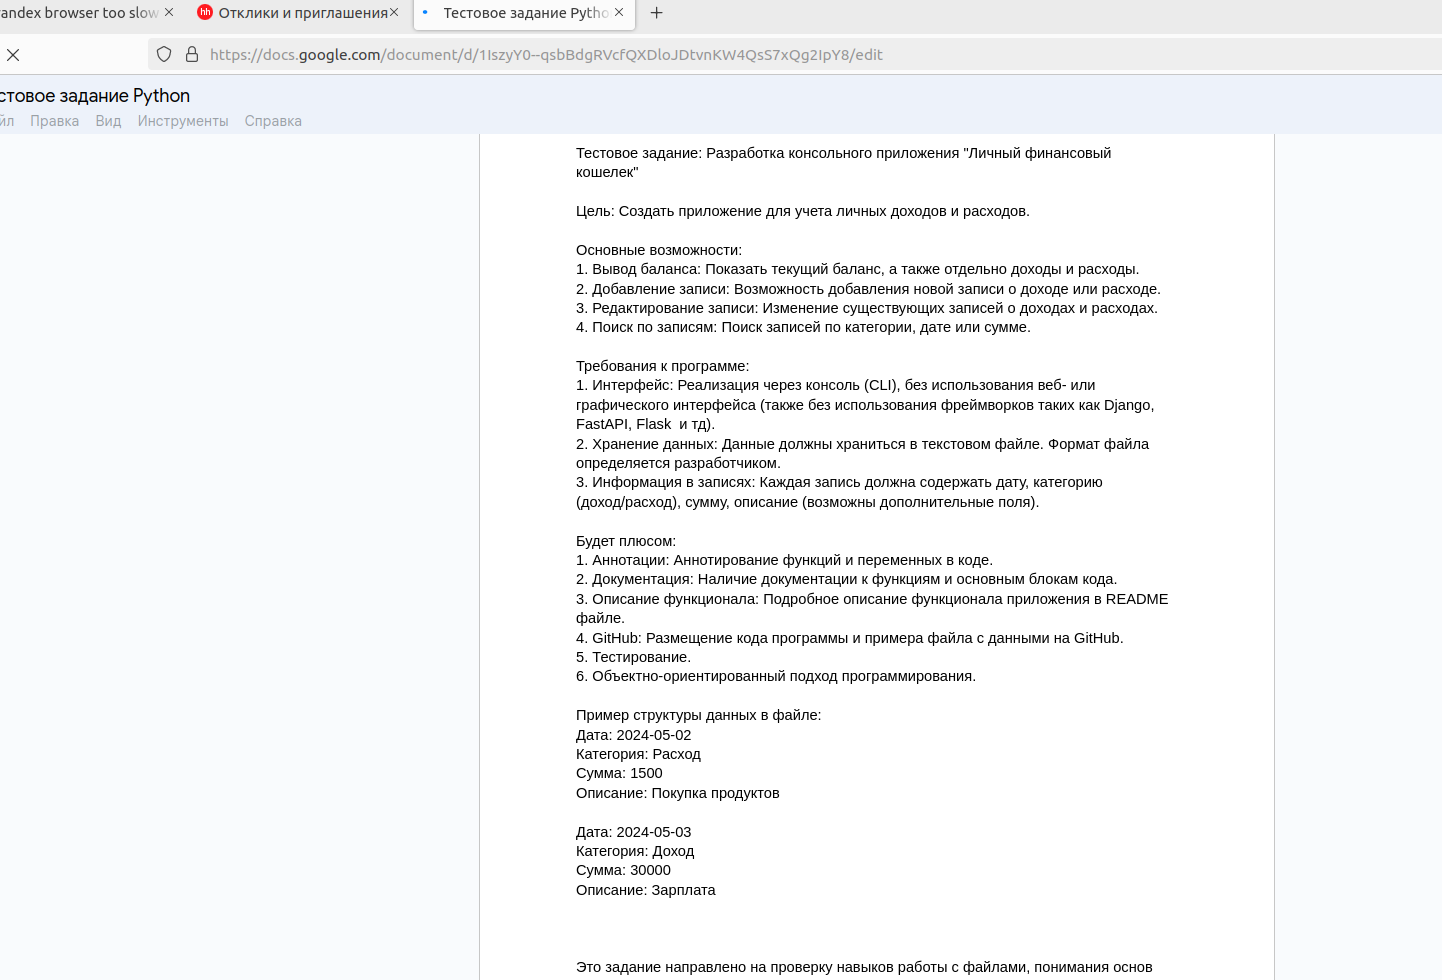 andex browser too slow
hh Отклики и приглашения
Тестовое задание Pytho
https://docs.google.com/document/d/1IszyY0--qsbBdgRVcfQXDloJDtvnKW4QsS7xQg2IpY8/edit
стовое задание Python
йл Правка Вид Инструменты Справка
Тестовое задание: Разработка консольного приложения "Личный финансовый
кошелек"
Цель: Создать приложение для учета личных доходов и расходов.
Основные возможности:
1. Вывод баланса: Показать текущий баланс, а также отдельно доходы и расходы.
2. Добавление записи: Возможность добавления новой записи о доходе или расходе.
3. Редактирование записи: Изменение существующих записей о доходах и расходах.
4. Поиск по записям: Поиск записей по категории, дате или сумме.
Требования к программе:
1. Интерфейс: Реализация через консоль (CLI), без использования веб- или
графического интерфейса (также без использования фреймворков таких как Django,
FastAPI, Flask  и тд).
2. Хранение данных: Данные должны храниться в текстовом файле. Формат файла
определяется разработчиком.
3. Информация в записях: Каждая запись должна содержать дату, категорию
(доход/расход), сумму, описание (возможны дополнительные поля).
Будет плюсом:
1. Аннотации: Аннотирование функций и переменных в коде.
2. Документация: Наличие документации к функциям и основным блокам кода.
3. Описание функционала: Подробное описание функционала приложения в README
файле.
4. GitHub: Размещение кода программы и примера файла с данными на GitHub.
5. Тестирование.
6. Объектно-ориентированный подход программирования.
Пример структуры данных в файле:
Дата: 2024-05-02
Категория: Расход
Сумма: 1500
Описание: Покупка продуктов
Дата: 2024-05-03
Категория: Доход
Сумма: 30000
Описание: Зарплата
Это задание направлено на проверку навыков работы с файлами, понимания основ